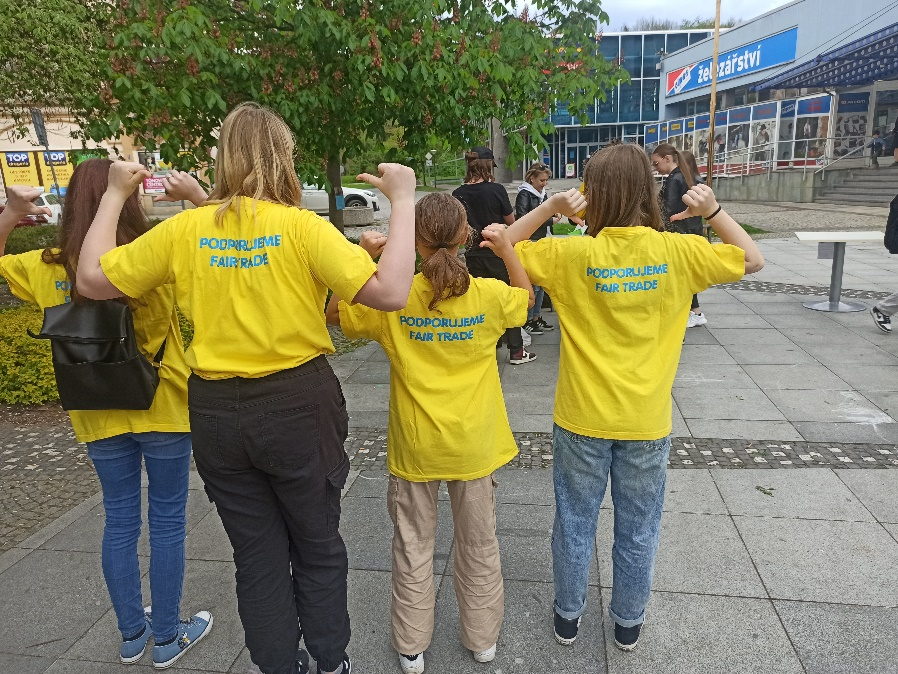 železářství
TOP
TOP
PODPORUJEME
FAIR TRADE
PODPORUJEME
FAIR TRADE
PODPORUJEME
FAIR TRADE